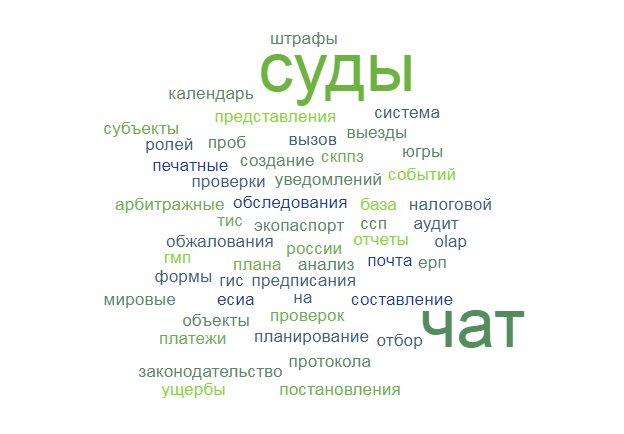 штрафы
суды
календарь
представления система
субъекты ролей проб вызов выезды
печатные создание скппз югры
проверки уведомлений событий
арбитражные обследования база налоговой
тис экопаспорт ссп аудит
обжалования россии отчеты olap
гмп плана анализ почта ерп
формы гис предписания
мировые есиа на составление
объекты проверок чат
платежи планирование отбор
законодательство протокола
ущербы постановления